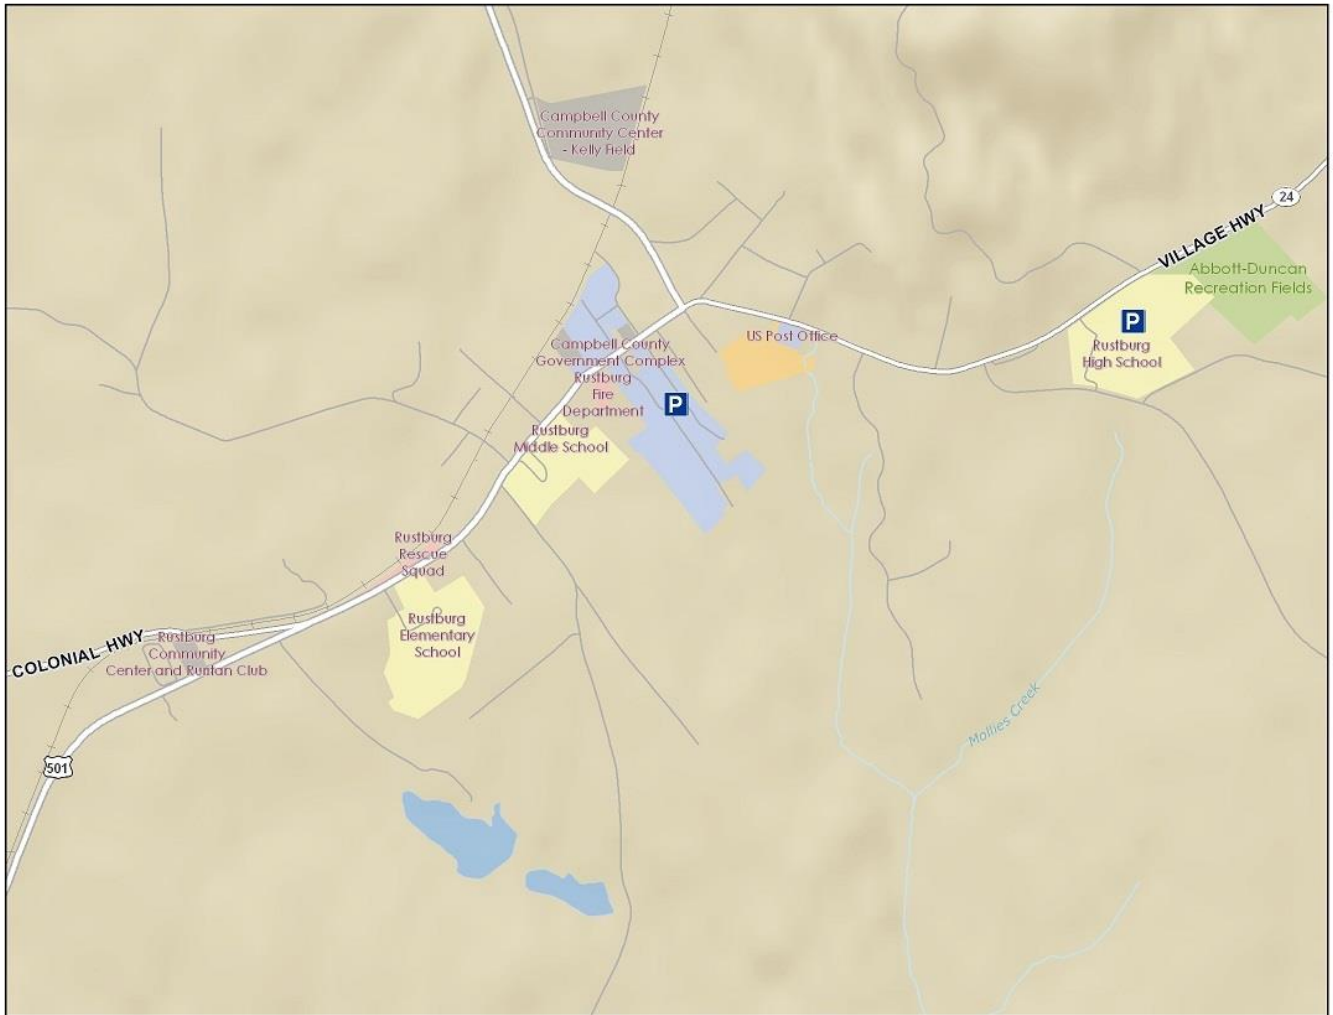 Campbell County
Community Center
- Kelly Field
24
VILLAGE HWY
Abbott-Duncan
Recreation Fields
P
Rustburg
High School
US Post Office
Campbell County
Government Complex
Rustburg
Fire
Department
P
Rustburg
Middle School
Rustburg
Rescue
Squad
Rustburg
Elementary
School
COLONIAL HWY
Rustburg
Community
Center and Ruritan Club
Mollies Creek
501